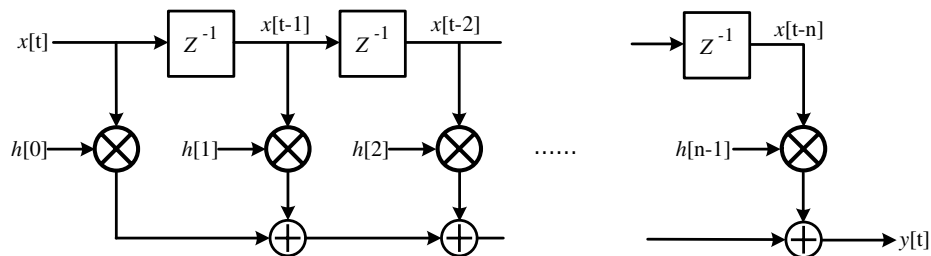 x[t]
Z⁻¹
x[t-1]
Z⁻¹
x[t-2]
Z⁻¹
x[t-n]
h[0]
h[1]
h[2]
......
h[n-1]
y[t]